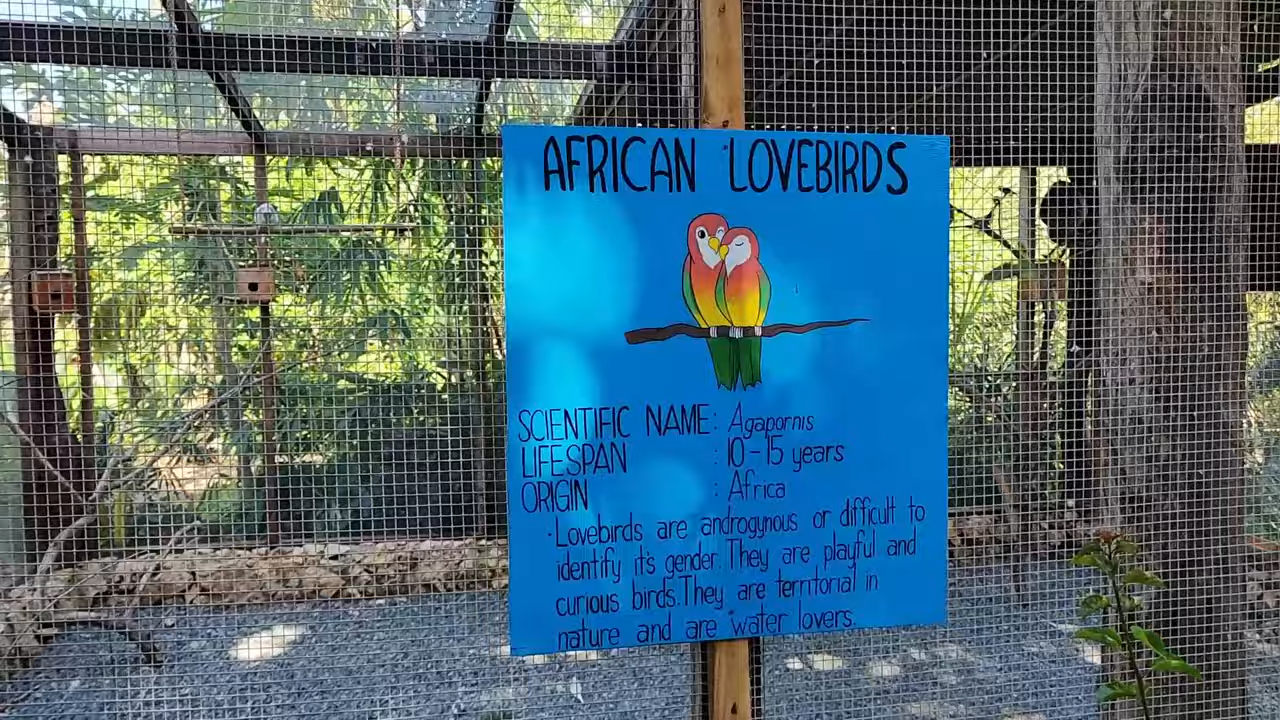 AFRICAN LOVEBIRDS
SCIENTIFIC NAME : Agapornis
LIFESPAN : 10-15 years
ORIGIN : Africa
·Lovebirds are androgynous or difficult to
identify it's gender. They are playful and
curious birds.They are territorial in
nature and are water lovers.